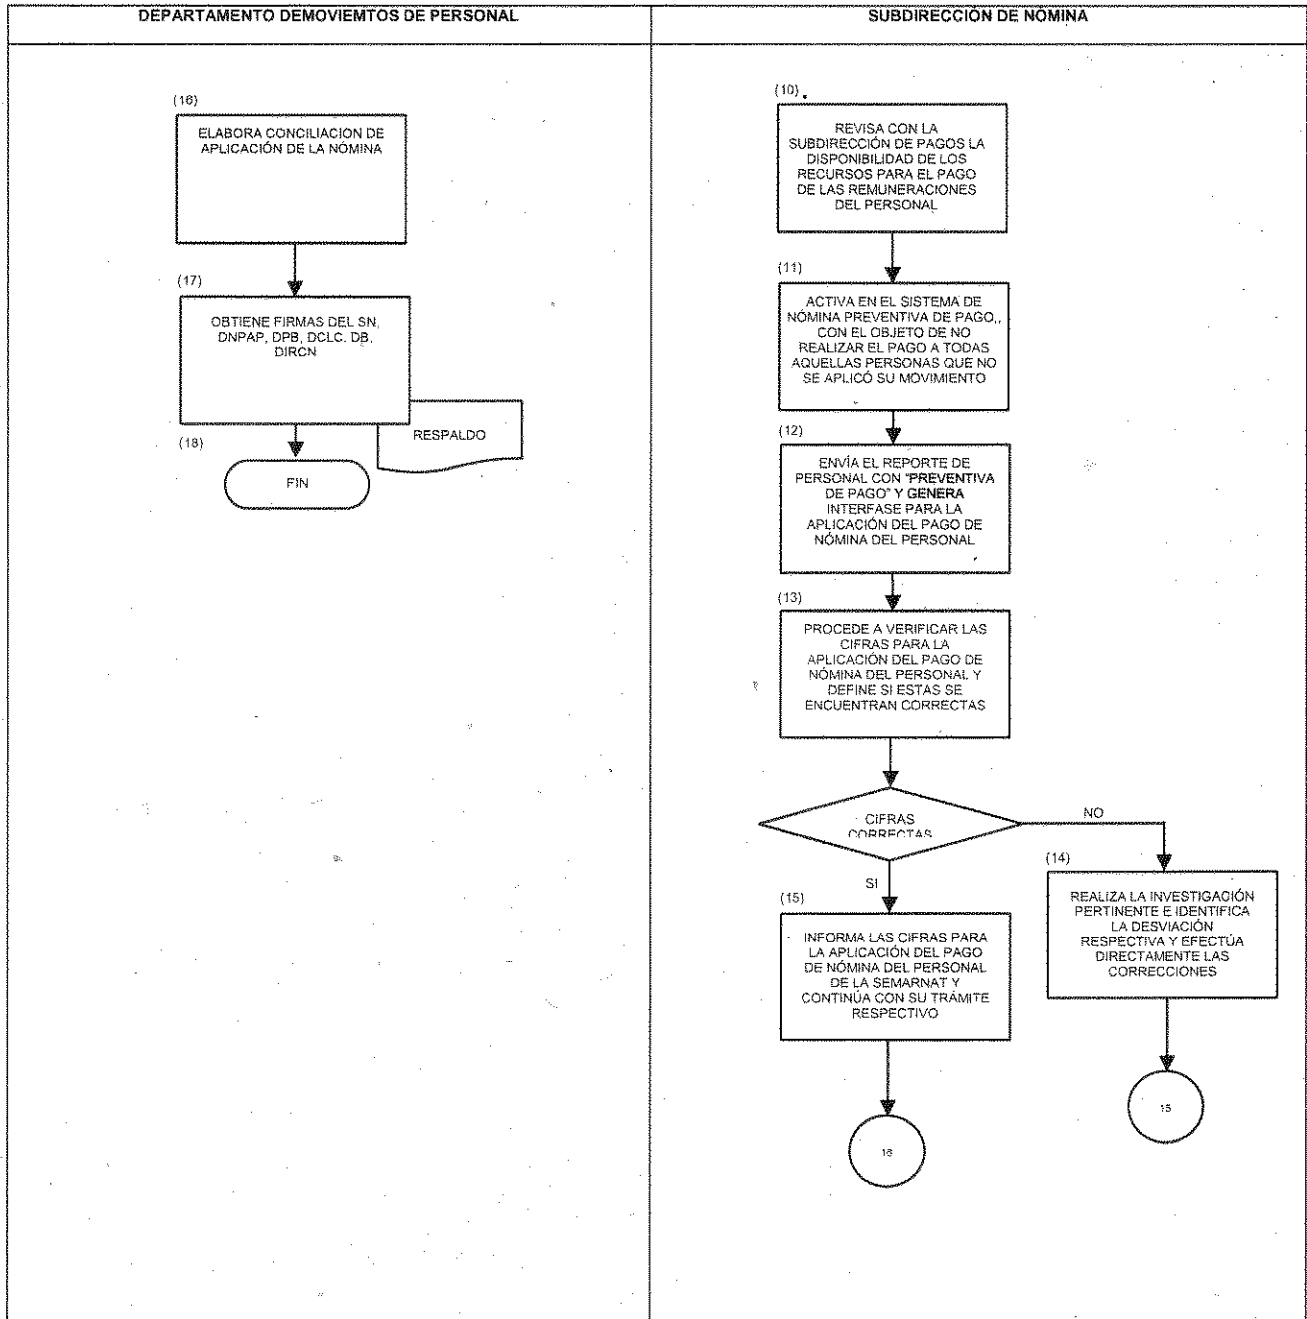 DEPARTAMENTO DEMOVIEMTOS DE PERSONAL
SUBDIRECCIÓN DE NÓMINA
(16)
ELABORA CONCILIACION DE
APLICACIÓN DE LA NÓMINA
(17)
OBTIENE FIRMAS DEL SN,
DNPAP, DPB, DCLC. DB,
DIRCN
RESPALDO
(18)
FIN
(10)
REVISA CON LA
SUBDIRECCIÓN DE PAGOS LA
DISPONIBILIDAD DE LOS
RECURSOS PARA EL PAGO
DE LAS REMUNERACIONES
DEL PERSONAL
(11)
ACTIVA EN EL SISTEMA DE
NÓMINA PREVENTIVA DE PAGO,,
CON EL OBJETO DE NO
REALIZAR EL PAGO A TODAS
AQUELLAS PERSONAS QUE NO
SE APLICÓ SU MOVIMIENTO
(12)
ENVÍA EL REPORTE DE
PERSONAL CON "PREVENTIVA
DE PAGO" Y GENERA
INTERFASE PARA LA
APLICACIÓN DEL PAGO DE
NÓMINA DEL PERSONAL
(13)
PROCEDE A VERIFICAR LAS
CIFRAS PARA LA
APLICACIÓN DEL PAGO DE
NÓMINA DEL PERSONAL Y
DEFINE SI ESTAS SE
ENCUENTRAN CORRECTAS
CIFRAS
CORRECTAS
NO
SI
(14)
REALIZA LA INVESTIGACIÓN
PERTINENTE E IDENTIFICA
LA DESVIACIÓN
RESPECTIVA Y EFECTÚA
DIRECTAMENTE LAS
CORRECCIONES
(15)
INFORMA LAS CIFRAS PARA
LA APLICACIÓN DEL PAGO
DE NÓMINA DEL PERSONAL
DE LA SEMARNAT Y
CONTINÚA CON SU TRÁMITE
RESPECTIVO
15
16